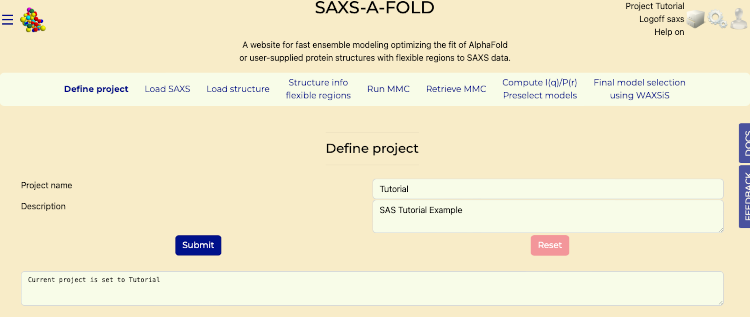 SAXS-A-FOLD
Project Tutorial
Logoff saxs
Help on
A website for fast ensemble modeling optimizing the fit of AlphaFold
or user-supplied protein structures with flexible regions to SAXS data.
Define project
Load SAXS
Load structure
Structure info
flexible regions
Run MMC
Retrieve MMC
Compute I(q)/P(r)
Preselect models
Final model selection
using WAXSiS
Define project
Project name
Tutorial
Description
SAS Tutorial Example
Submit
Reset
Current project is set to Tutorial
DOCS
FEEDBACK